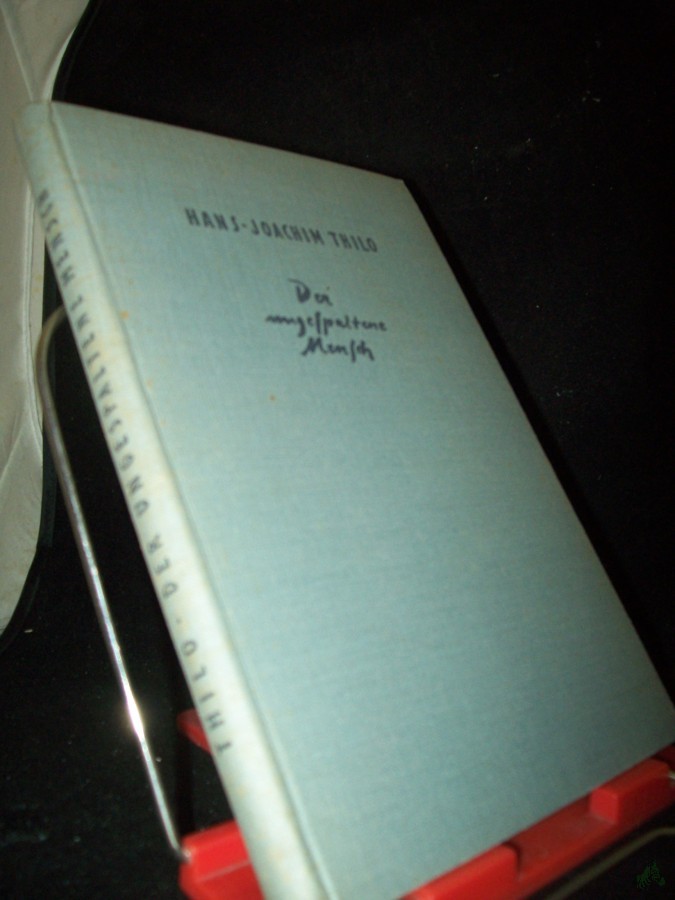 HANS-JOACHIM THILO
Der
ungespaltene
Mensch
THILO · DER UNGESPALTENE MENSCH